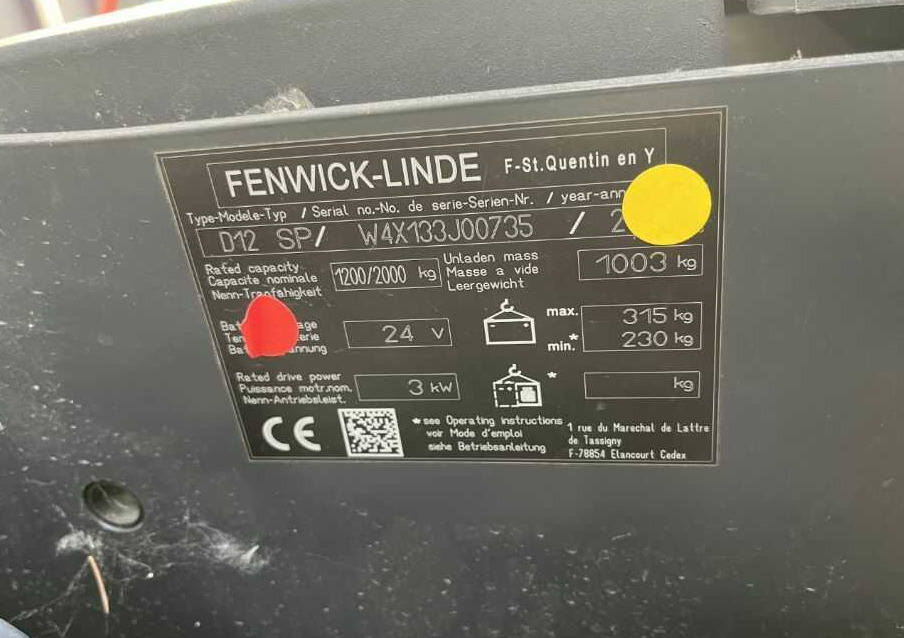 FENWICK-LINDE F-St.Quentin en Y
Type-Modele-Typ / Serial no.-No. de serie-Serien-Nr. / year-ann
D12 SP/ W4X133J00735 / 2
Rated capacity
Capacite nominale
Nenn-Tragfahigkeit
1200/2000 kg
Unladen mass
Masse a vide
Leergewicht
1003 kg
24 V
max. 315 kg
min.* 230 kg
Rated drive power
Puissance motr.nom.
Nenn-Antriebsleist.
3 kW
*
kg
CE
* see Operating instructions
voir Mode d'emploi
siehe Betriebsanleitung
1 rue du Marechal de Lattre
de Tassigny
F-78854 Elancourt Cedex